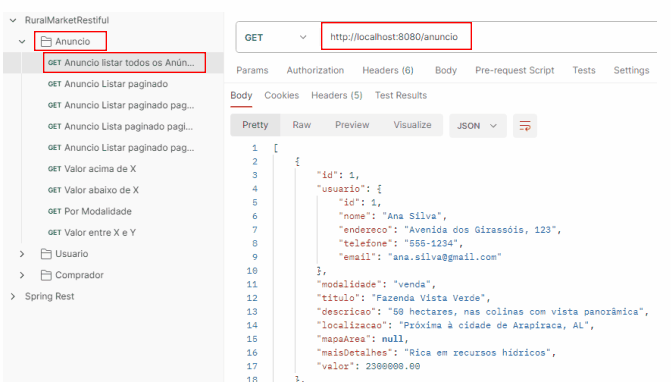 RuralMarketRestiful
Anuncio
GET Anuncio listar todos os Anún...
GET Anuncio Listar paginado
GET Anuncio Listar paginado pag...
GET Anuncio Lista paginado pagi...
GET Anuncio Listar paginado pag...
GET Valor acima de X
GET Valor abaixo de X
GET Por Modalidade
GET Valor entre X e Y
Usuario
Comprador
Spring Rest
GET http://localhost:8080/anuncio
Params Authorization Headers (6) Body Pre-request Script Tests Settings
Body Cookies Headers (5) Test Results
Pretty Raw Preview Visualize JSON
1 [
2 {
3 "id": 1,
4 "usuario": {
5 "id": 1,
6 "nome": "Ana Silva",
7 "endereco": "Avenida dos Girassóis, 123",
8 "telefone": "555-1234",
9 "email": "ana.silva@gmail.com"
10 },
11 "modalidade": "venda",
12 "titulo": "Fazenda Vista Verde",
13 "descricao": "50 hectares, nas colinas com vista panorâmica",
14 "localizacao": "Próxima à cidade de Arapiraca, AL",
15 "mapaArea": null,
16 "maisDetalhes": "Rica em recursos hídricos",
17 "valor": 2300000.00
18 },